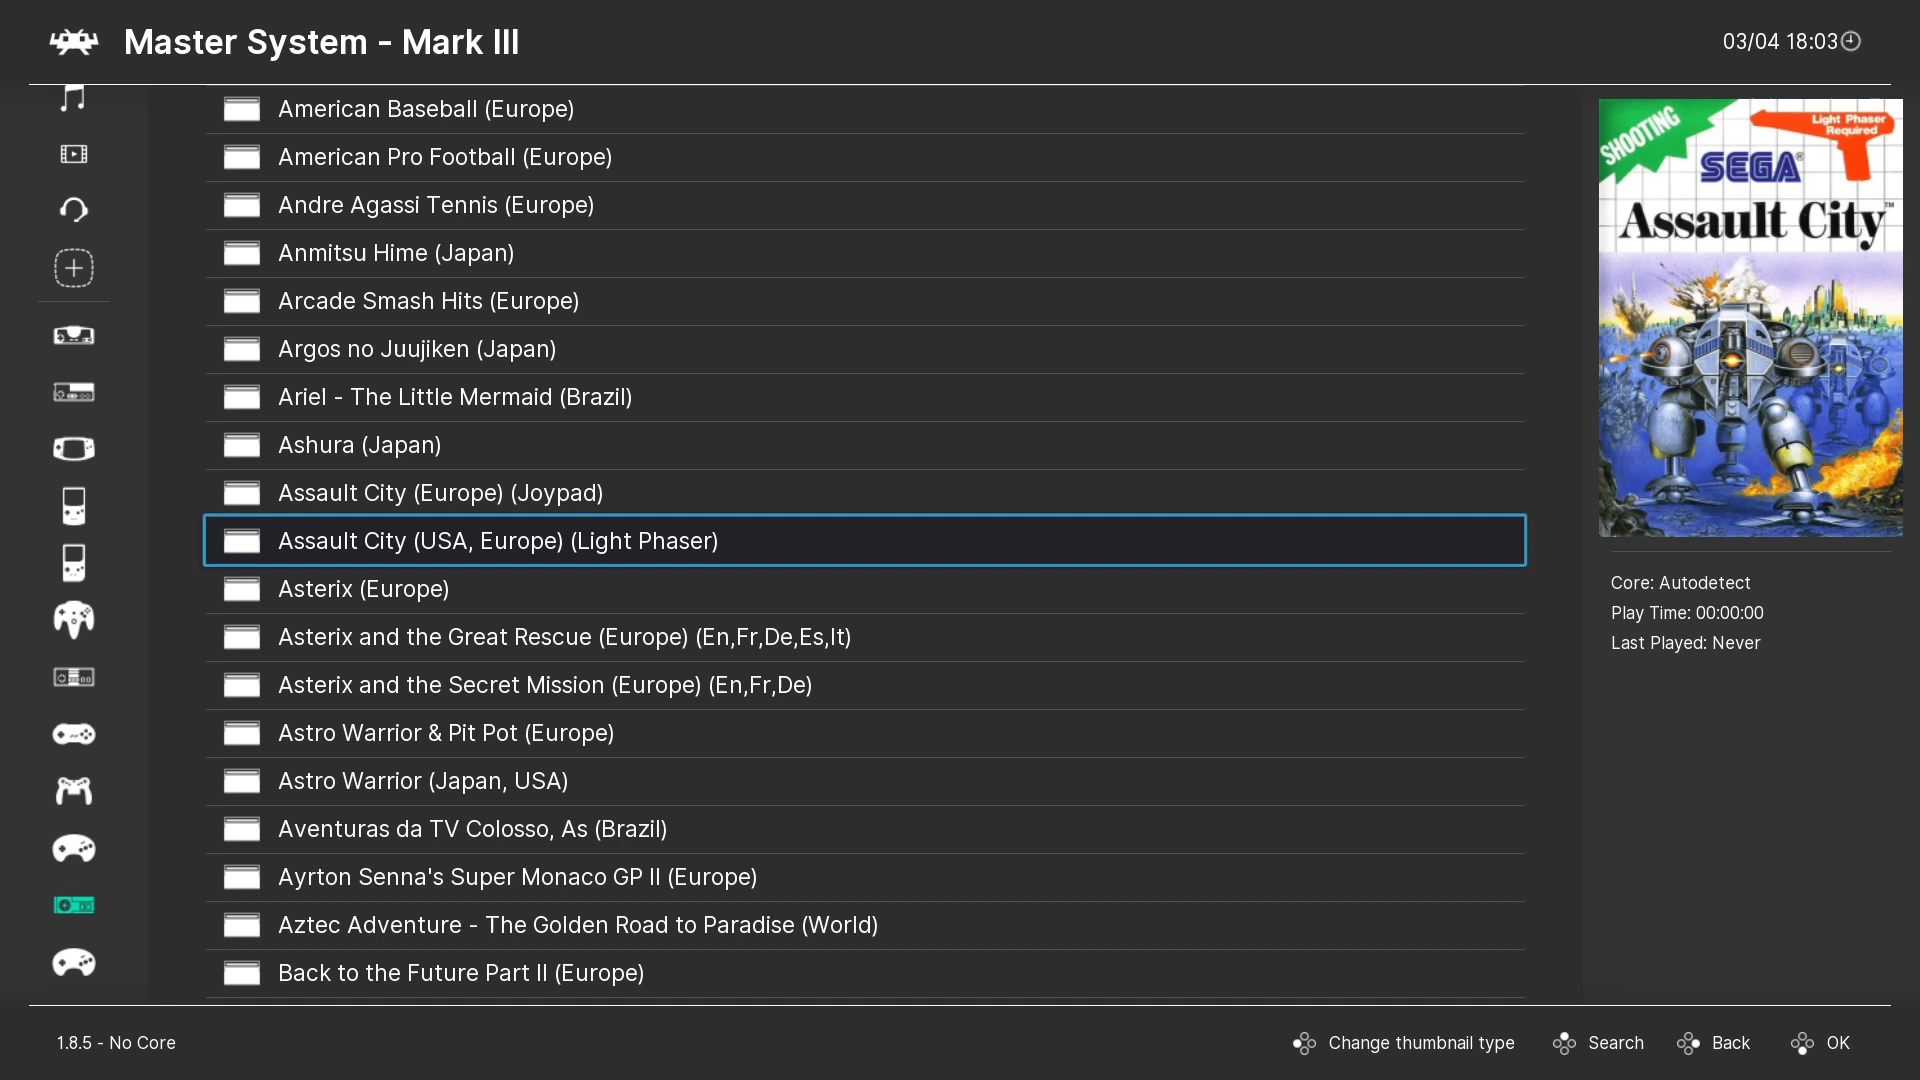 Master System - Mark III
03/04 18:03
American Baseball (Europe)
American Pro Football (Europe)
Andre Agassi Tennis (Europe)
Anmitsu Hime (Japan)
Arcade Smash Hits (Europe)
Argos no Juujiken (Japan)
Ariel - The Little Mermaid (Brazil)
Ashura (Japan)
Assault City (Europe) (Joypad)
Assault City (USA, Europe) (Light Phaser)
Asterix (Europe)
Asterix and the Great Rescue (Europe) (En,Fr,De,Es,It)
Asterix and the Secret Mission (Europe) (En,Fr,De)
Astro Warrior & Pit Pot (Europe)
Astro Warrior (Japan, USA)
Aventuras da TV Colosso, As (Brazil)
Ayrton Senna's Super Monaco GP II (Europe)
Aztec Adventure - The Golden Road to Paradise (World)
Back to the Future Part II (Europe)
SHOOTING
Light Phaser
Required
SEGA®
Assault City™
Core: Autodetect
Play Time: 00:00:00
Last Played: Never
1.8.5 - No Core
Change thumbnail type
Search
Back
OK